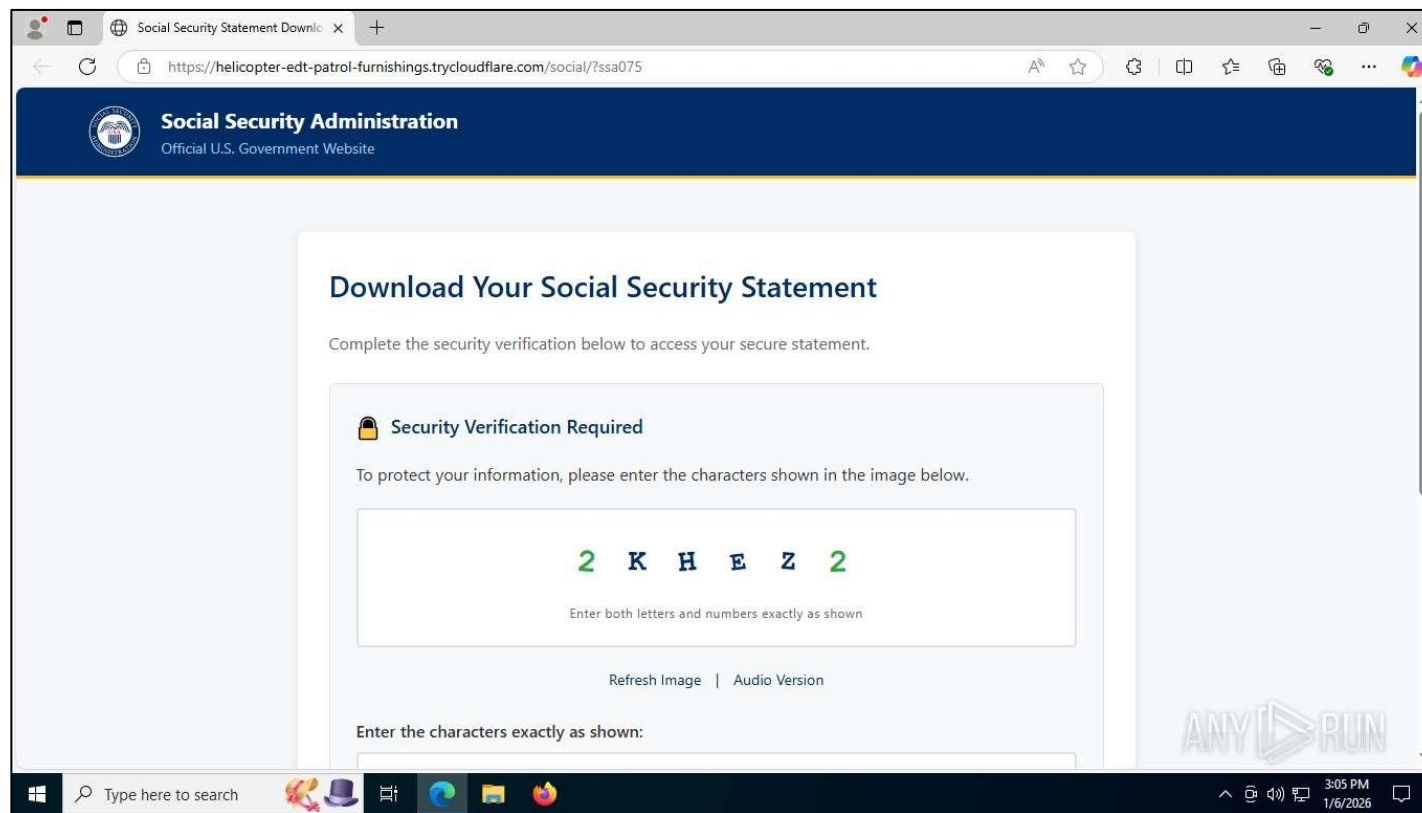 Social Security Statement Downlo
https://helicopter-edt-patrol-furnishings.trycloudflare.com/social/?ssa075
Social Security Administration
Official U.S. Government Website
Download Your Social Security Statement
Complete the security verification below to access your secure statement.
Security Verification Required
To protect your information, please enter the characters shown in the image below.
2 K H E Z 2
Enter both letters and numbers exactly as shown
Refresh Image | Audio Version
Enter the characters exactly as shown:
ANY RUN
Type here to search
3:05 PM
1/6/2026